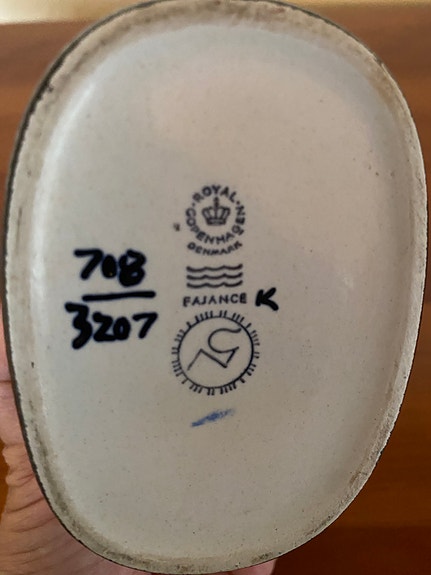 ROYAL COPENHAGEN
DENMARK
708
3207
FAJANCE K